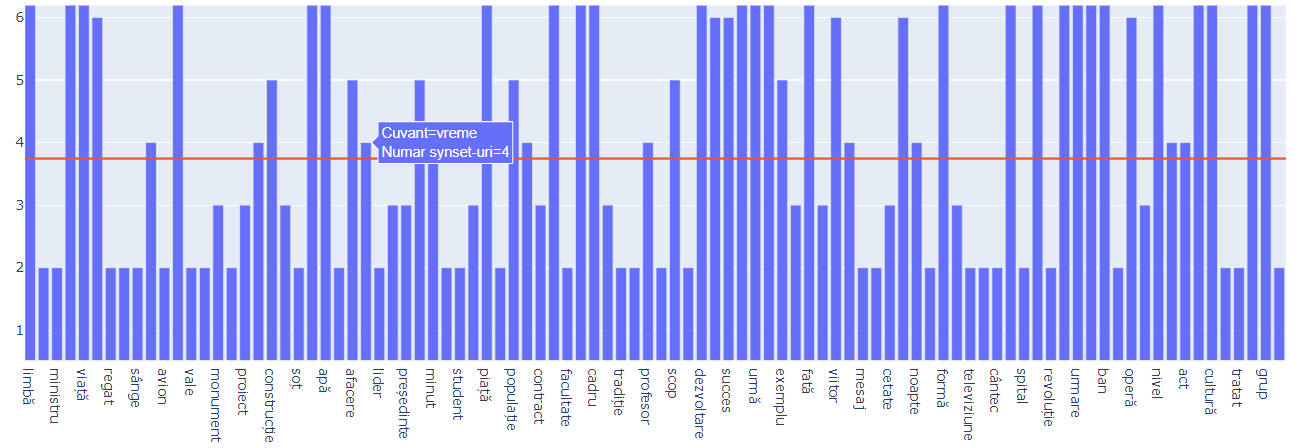 6
5
4
3
2
1
Cuvant=vreme
Numar synset-uri=4
limbă
ministru
viață
regat
sânge
avion
vale
monument
proiect
construcție
soț
apă
afacere
lider
președinte
minut
student
piață
populație
contract
facultate
cadru
tradiție
profesor
scop
dezvoltare
succes
urmă
exemplu
fată
viitor
mesaj
cetate
noapte
formă
televiziune
cântec
spital
revoluție
urmare
ban
operă
nivel
act
cultură
tratat
grup